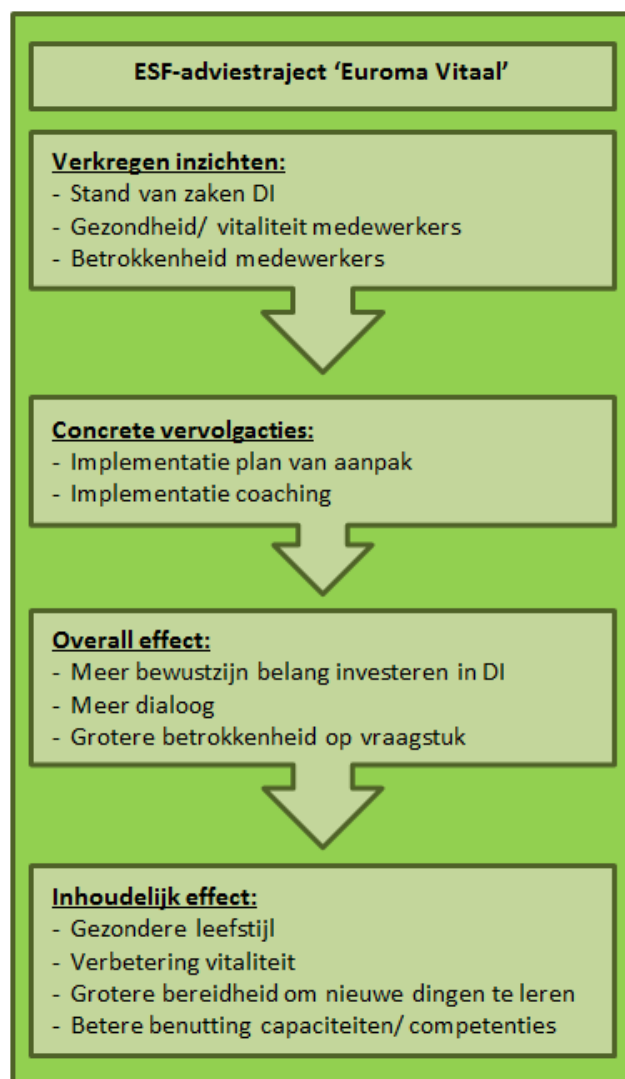 ESF-adviestraject ‘Euroma Vitaal’
Verkregen inzichten:
- Stand van zaken DI
- Gezondheid/ vitaliteit medewerkers
- Betrokkenheid medewerkers
Concrete vervolgacties:
- Implementatie plan van aanpak
- Implementatie coaching
Overall effect:
- Meer bewustzijn belang investeren in DI
- Meer dialoog
- Grotere betrokkenheid op vraagstuk
Inhoudelijk effect:
- Gezondere leefstijl
- Verbetering vitaliteit
- Grotere bereidheid om nieuwe dingen te leren
- Betere benutting capaciteiten/ competenties